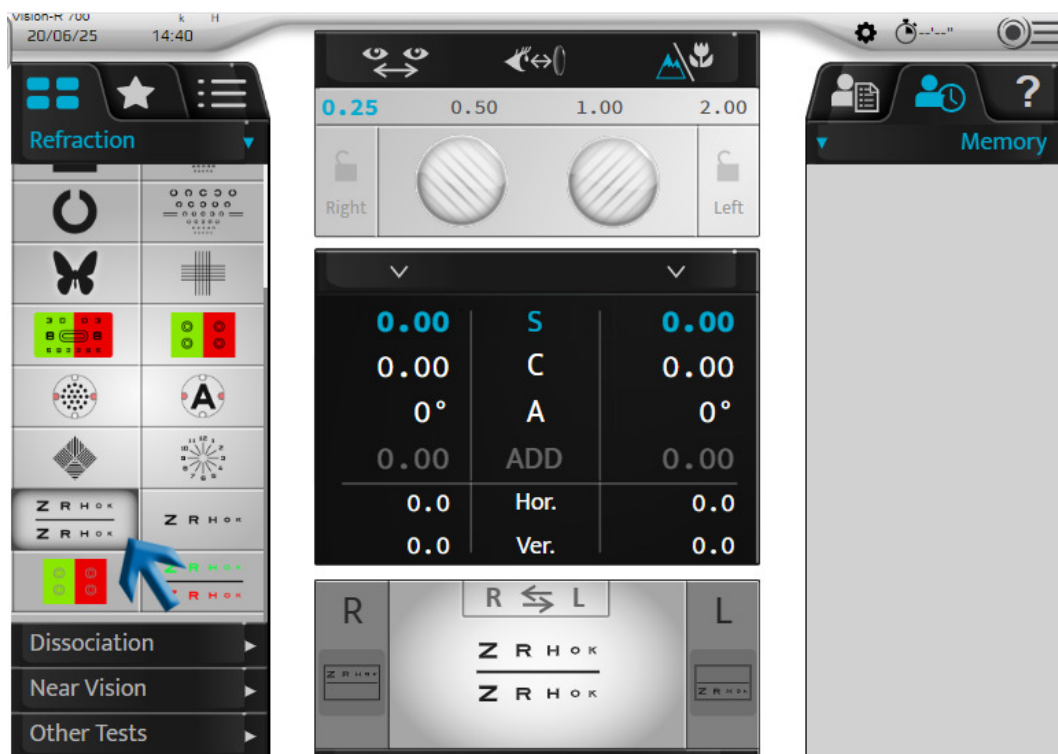 Vision-R 700 k H
20/06/25 14:40
--'--"
Refraction
Z R H O K
Z R H O K
Z R H O K
Z R H O K
Z R H O K
A
Dissociation
Near Vision
Other Tests
0.25 0.50 1.00 2.00
Right Left
0.00 S 0.00
0.00 C 0.00
0° A 0°
0.00 ADD 0.00
0.0 Hor. 0.0
0.0 Ver. 0.0
R R L L
Z R H O K
Z R H O K
Z R H O K
Z R H O K
?
Memory